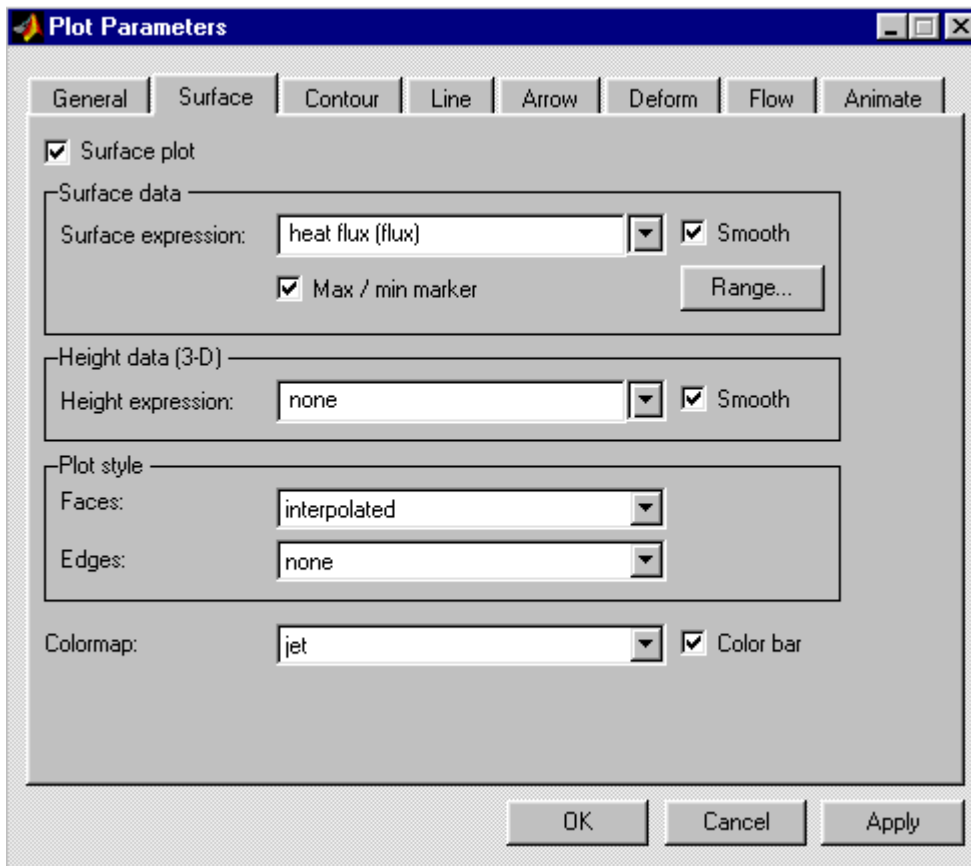 Plot Parameters
General Surface Contour Line Arrow Deform Flow Animate
Surface plot
Surface data
Surface expression: heat flux (flux) Smooth
Max / min marker Range...
Height data (3-D)
Height expression: none Smooth
Plot style
Faces: interpolated
Edges: none
Colormap: jet Color bar
OK Cancel Apply